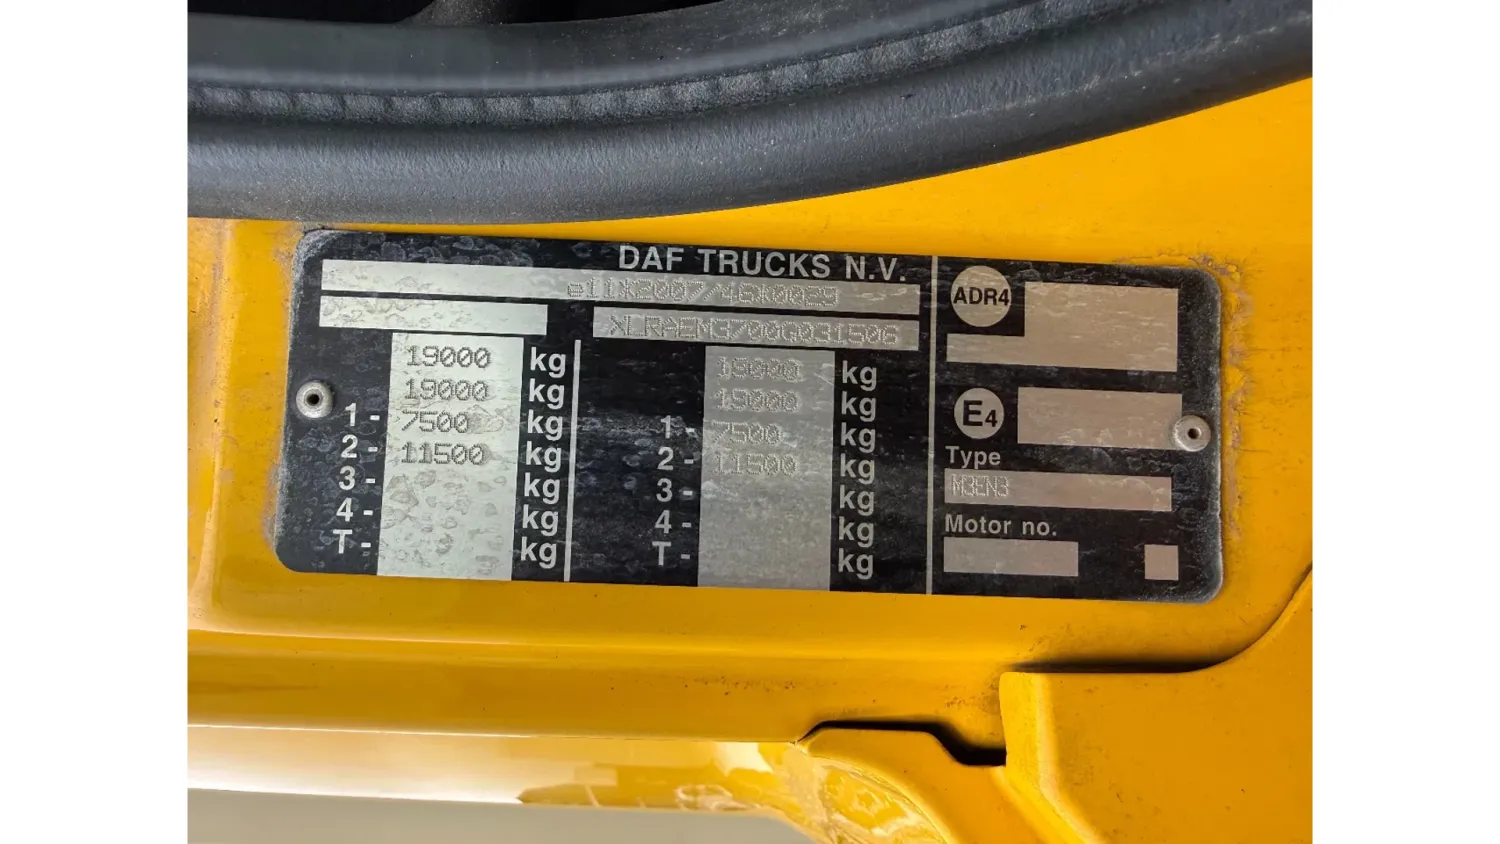 DAF TRUCKS N.V.
e11*2007/46*0029
XLRAEM3700G031506
19000 kg
19000 kg
1- 7500 kg
2- 11500 kg
3- kg
4- kg
T- kg
19000 kg
19000 kg
1- 7500 kg
2- 11500 kg
3- kg
4- kg
T- kg
ADR4
E4
Type
M3EN3
Motor no.